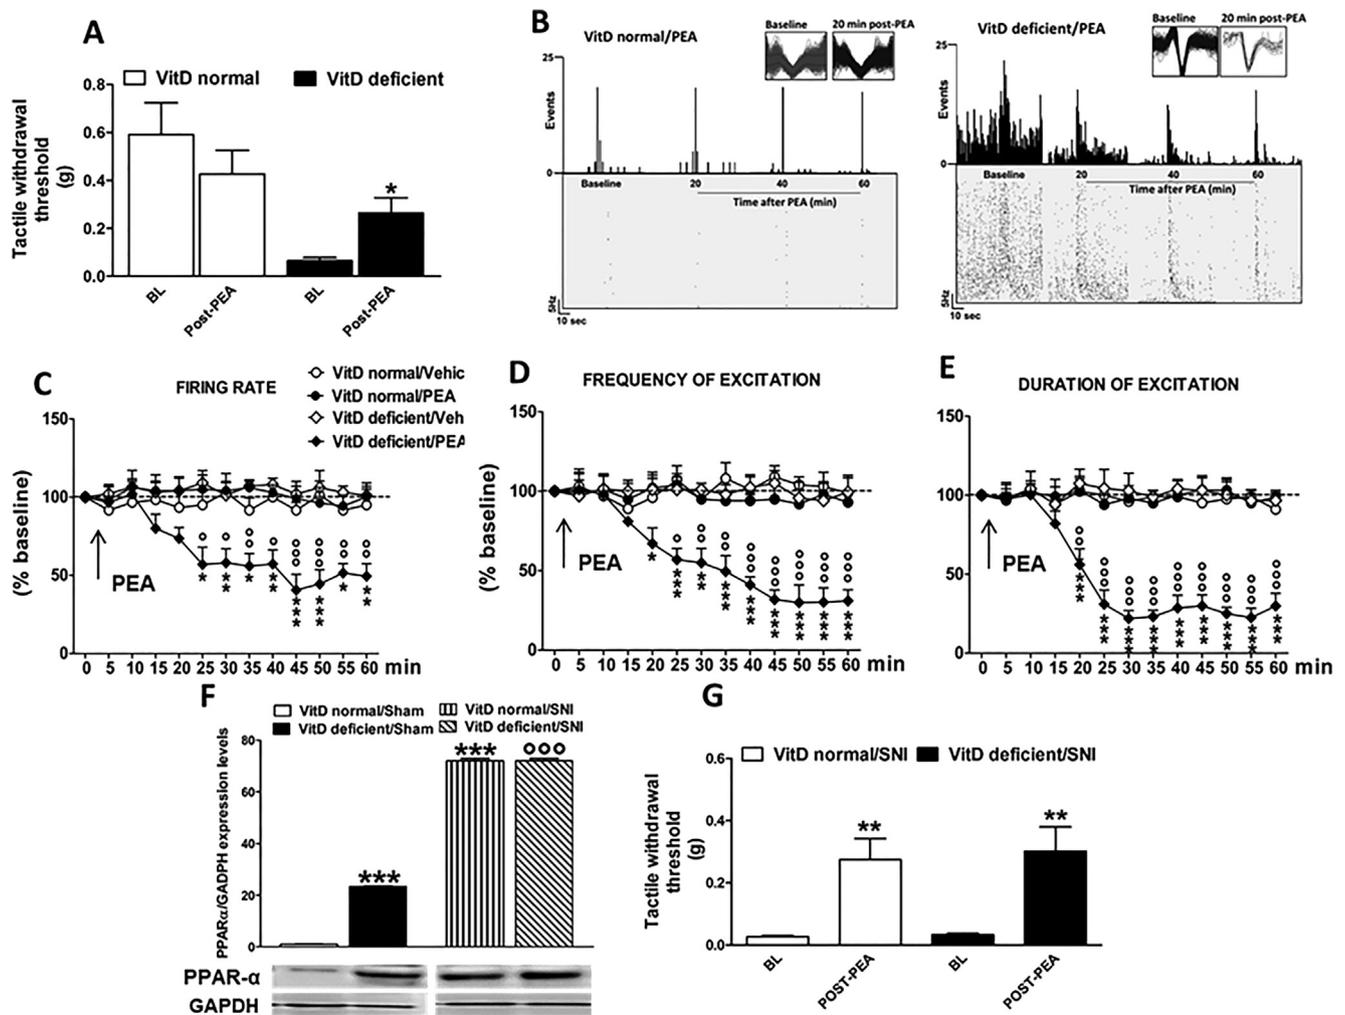 A
VitD normal
VitD deficient
Tactile withdrawal
threshold
(g)
0.8
0.6
0.4
0.2
0.0
*
BL
Post-PEA
BL
Post-PEA
B
VitD normal/PEA
Baseline
20 min post-PEA
25
Events
0
Baseline
20
40
60
Time after PEA (min)
5Hz
10 sec
VitD deficient/PEA
Baseline
20 min post-PEA
25
Events
0
Baseline
20
40
60
Time after PEA (min)
5Hz
10 sec
C
FIRING RATE
VitD normal/Vehic
VitD normal/PEA
VitD deficient/Veh
VitD deficient/PEA
(% baseline)
150
100
50
0
PEA
0 5 10 15 20 25 30 35 40 45 50 55 60 min
D
FREQUENCY OF EXCITATION
(% baseline)
150
100
50
0
PEA
0 5 10 15 20 25 30 35 40 45 50 55 60 min
E
DURATION OF EXCITATION
150
100
50
0
PEA
0 5 10 15 20 25 30 35 40 45 50 55 60 min
F
VitD normal/Sham
VitD deficient/Sham
VitD normal/SNI
VitD deficient/SNI
PPARα/GADPH expression levels
80
60
40
20
0
***
***
°°°
PPAR-α
GAPDH
G
VitD normal/SNI
VitD deficient/SNI
Tactile withdrawal
threshold
(g)
0.6
0.4
0.2
0.0
**
**
BL
POST-PEA
BL
POST-PEA